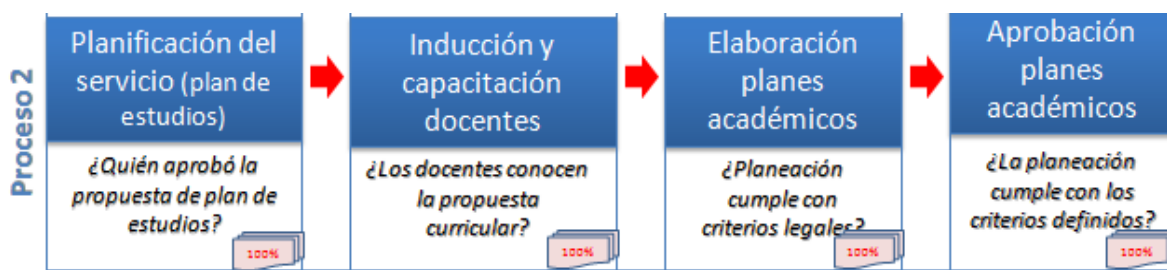 Proceso 2
Planificación del
servicio (plan de
estudios)
¿Quién aprobó la
propuesta de plan de
estudios?
100%
Inducción y
capacitación
docentes
¿Los docentes conocen
la propuesta
curricular?
100%
Elaboración
planes
académicos
¿Planeación
cumple con
criterios legales?
100%
Aprobación
planes
académicos
¿La planeación
cumple con los
criterios definidos?
100%